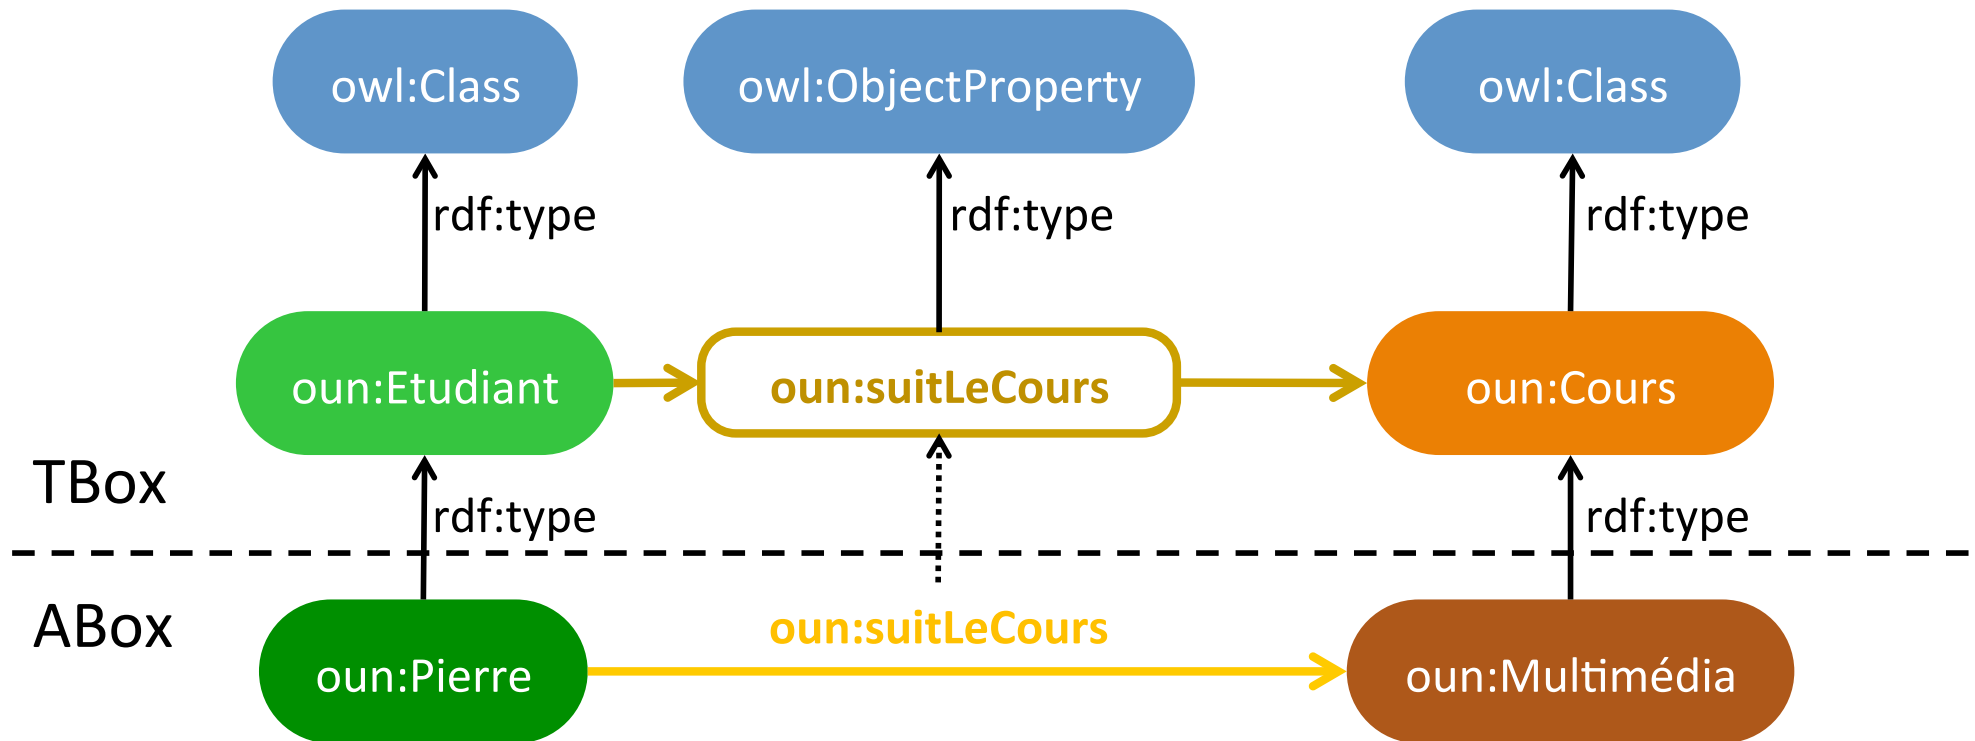 owl:Class
owl:ObjectProperty
owl:Class
rdf:type
rdf:type
rdf:type
oun:Etudiant
oun:suitLeCours
oun:Cours
TBox
rdf:type
rdf:type
ABox
oun:suitLeCours
oun:Pierre
oun:Multimédia